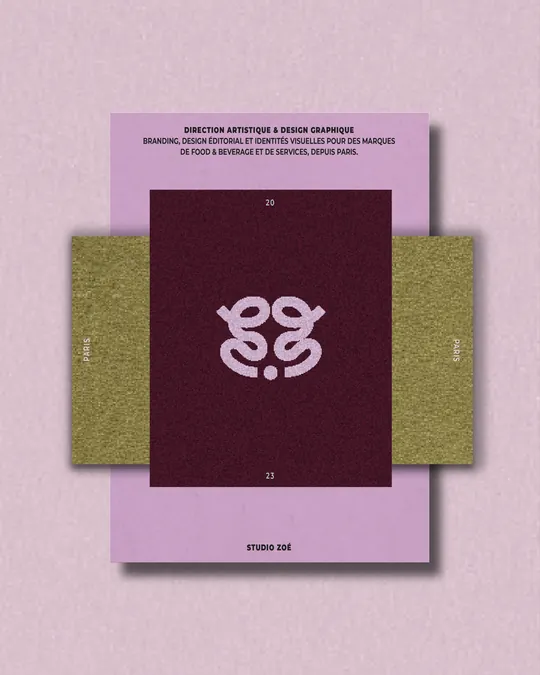 DIRECTION ARTISTIQUE & DESIGN GRAPHIQUE
BRANDING, DESIGN ÉDITORIAL ET IDENTITÉS VISUELLES POUR DES MARQUES
DE FOOD & BEVERAGE ET DE SERVICES, DEPUIS PARIS.
20
PARIS
PARIS
23
STUDIO ZOÉ